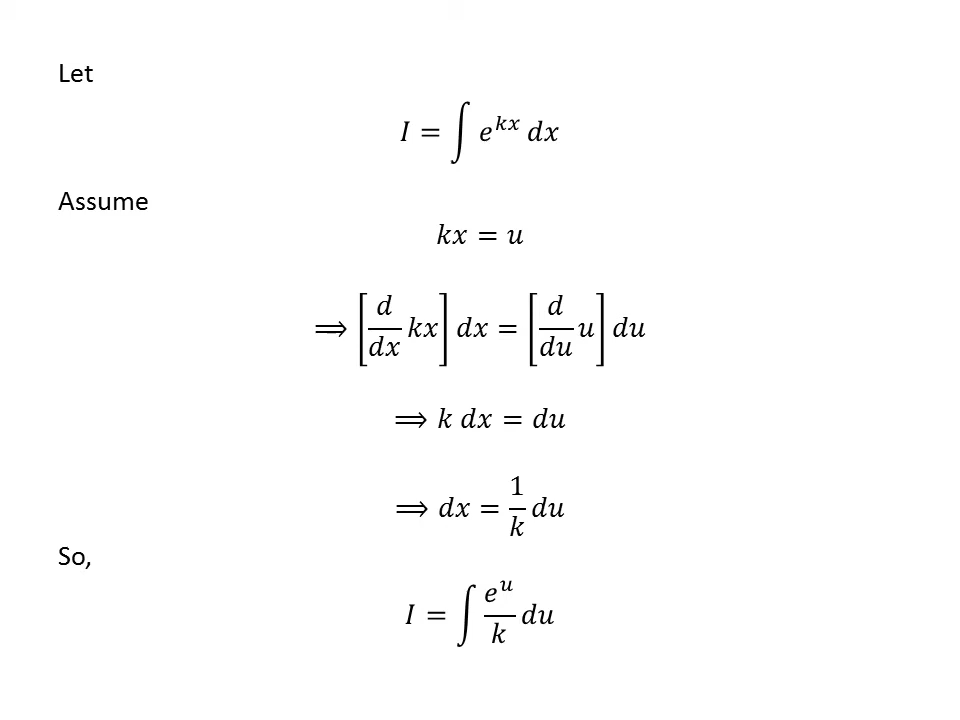 Let
I = ∫ e^{kx} dx
Assume
kx = u
⟹ [d/dx kx] dx = [d/du u] du
⟹ k dx = du
⟹ dx = 1/k du
So,
I = ∫ e^u/k du